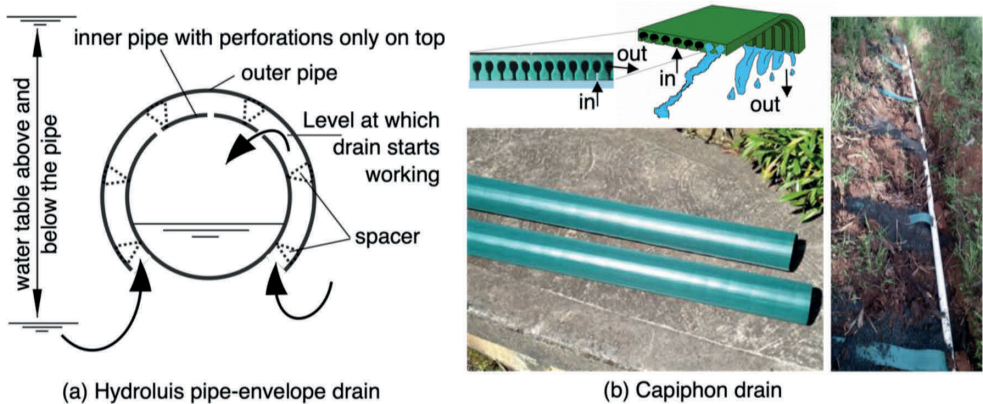 inner pipe with perforations only on top
outer pipe
Level at which
drain starts
working
water table above and
below the pipe
spacer
(a) Hydroluis pipe-envelope drain
out
in
in
out
(b) Capiphon drain